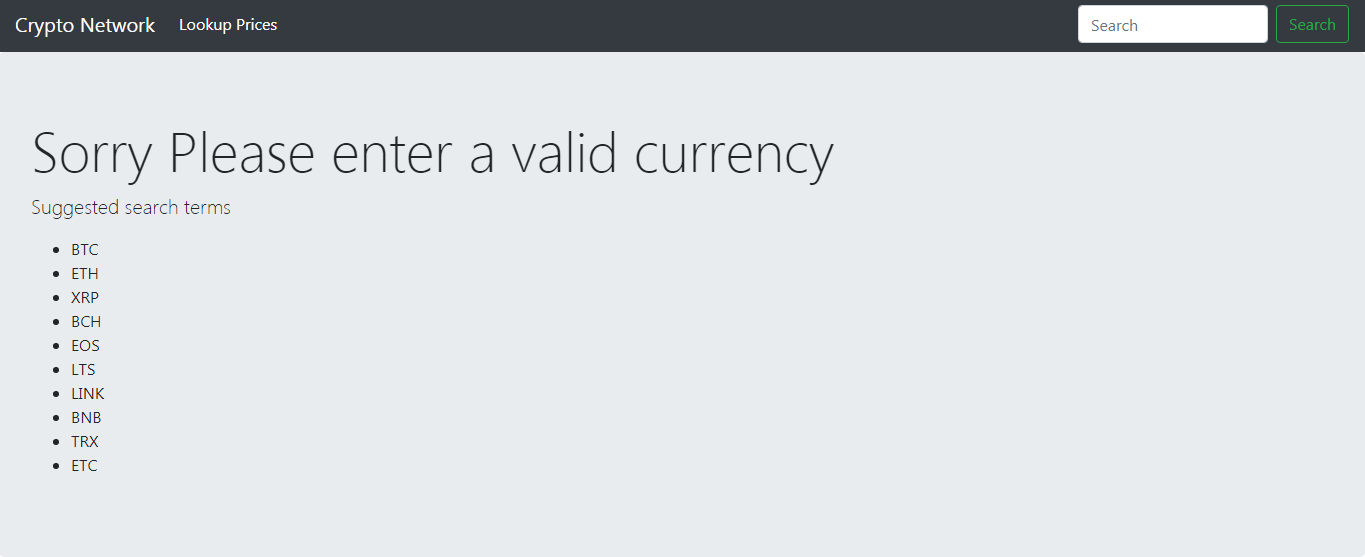 Crypto Network Lookup Prices Search Search
Sorry Please enter a valid currency
Suggested search terms
BTC
ETH
XRP
BCH
EOS
LTS
LINK
BNB
TRX
ETC